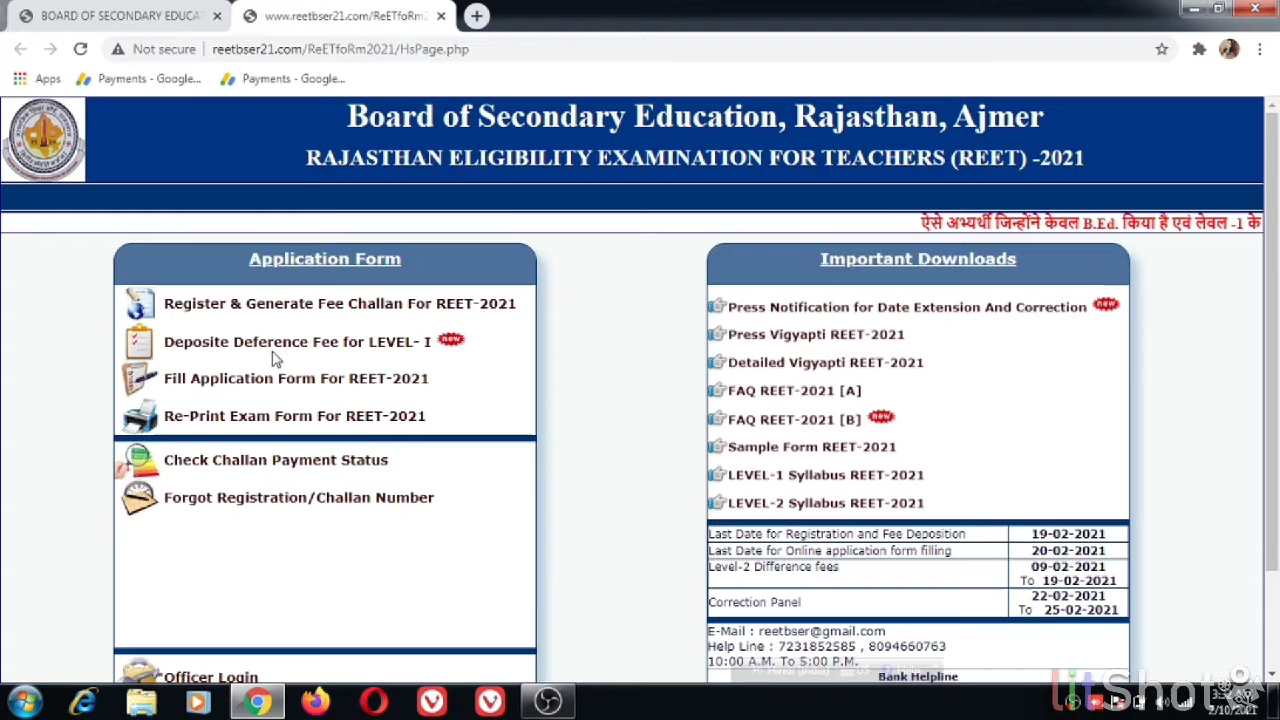 BOARD OF SECONDARY EDUCAT
www.reetbser21.com/ReETfoRm2
Not secure
reetbser21.com/ReETfoRm2021/HsPage.php
Apps
Payments - Google...
Payments - Google...
Board of Secondary Education, Rajasthan, Ajmer
RAJASTHAN ELIGIBILITY EXAMINATION FOR TEACHERS (REET) -2021
ऐसे अभ्यर्थी जिन्होंने केवल B.Ed. किया है एवं लेवल -1 के
Application Form
Register & Generate Fee Challan For REET-2021
Deposite Deference Fee for LEVEL- I new
Fill Application Form For REET-2021
Re-Print Exam Form For REET-2021
Check Challan Payment Status
Forgot Registration/Challan Number
Officer Login
Important Downloads
Press Notification for Date Extension And Correction new
Press Vigyapti REET-2021
Detailed Vigyapti REET-2021
FAQ REET-2021 [A]
FAQ REET-2021 [B] new
Sample Form REET-2021
LEVEL-1 Syllabus REET-2021
LEVEL-2 Syllabus REET-2021
Last Date for Registration and Fee Deposition 19-02-2021
Last Date for Online application form filling 20-02-2021
Level-2 Difference fees 09-02-2021
To 19-02-2021
Correction Panel 22-02-2021
To 25-02-2021
E-Mail : reetbser@gmail.com
Help Line : 7231852585 , 8094660763
10:00 A.M. To 5:00 P.M.
Bank Helpline
litShot
2/10/2021